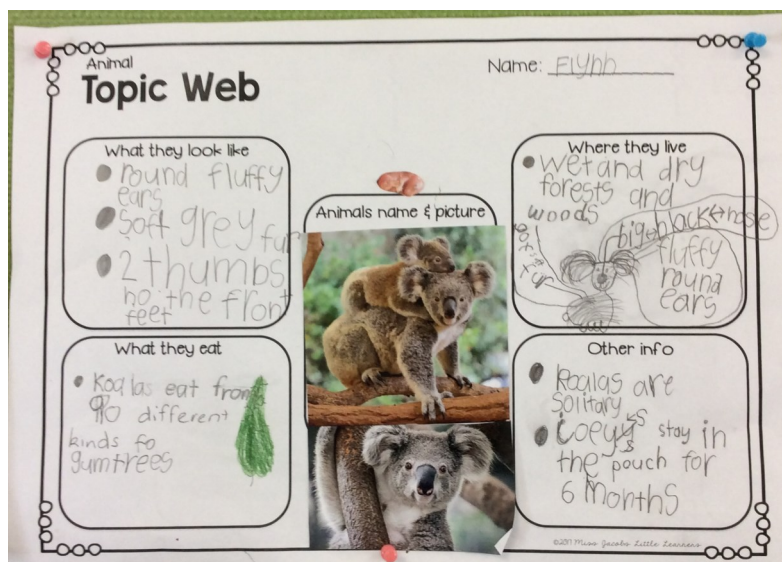 Animal
Topic Web
Name: Flynn
What they look like
round fluffy
ears
soft grey fur
2 thumbs
no the front
feet
Animals name & picture
Where they live
wet and dry
forests and
woods
big black nose
fluffy
round
ears
What they eat
Koalas eat from
90 different
kinds fo
gumtrees
Other info
Koalas are
solitary
joeys stay in
the pouch for
6 months
©2017 Miss Jacobs Little Learners